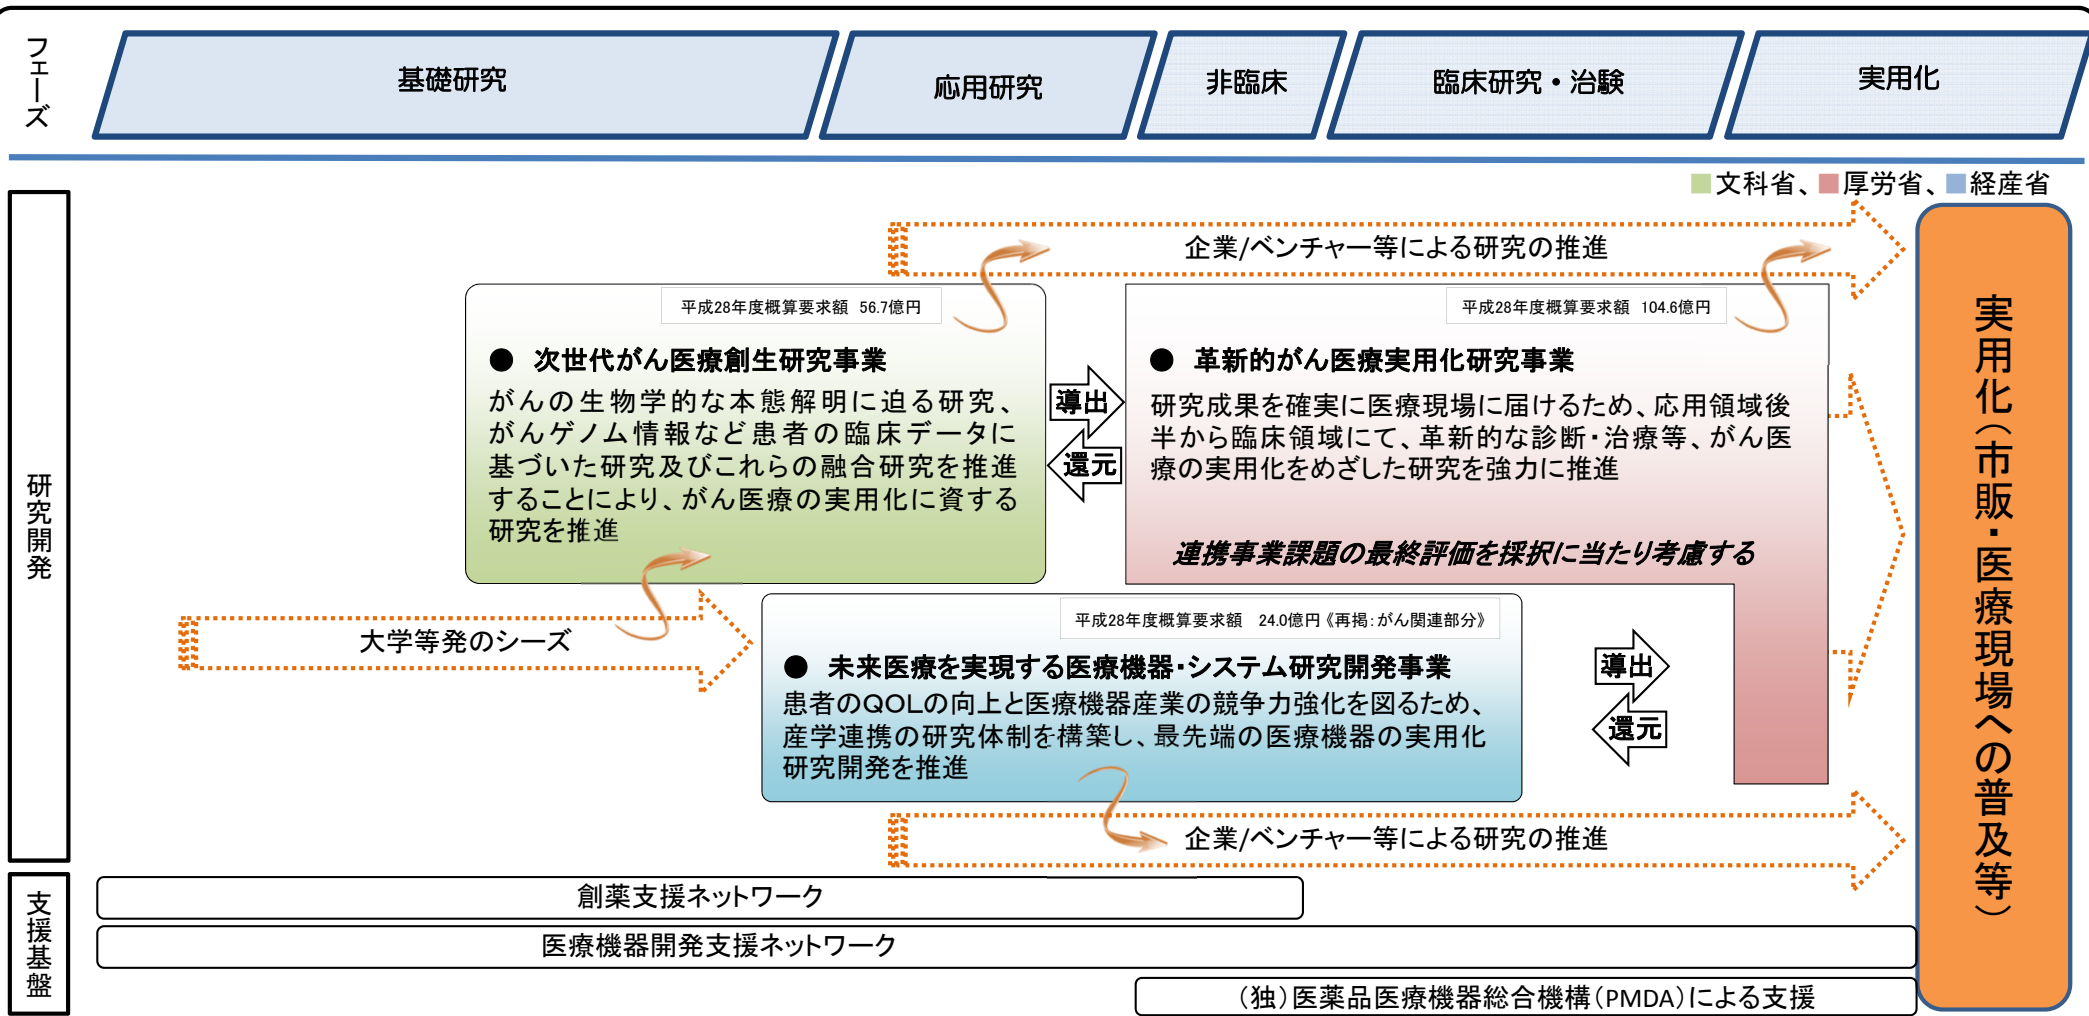 フェーズ
基礎研究
応用研究
非臨床
臨床研究・治験
実用化
文科省、厚労省、経産省
研究開発
企業/ベンチャー等による研究の推進
平成28年度概算要求額 56.7億円
● 次世代がん医療創生研究事業
がんの生物学的な本態解明に迫る研究、
がんゲノム情報など患者の臨床データに
基づいた研究及びこれらの融合研究を推進
することにより、がん医療の実用化に資する
研究を推進
導出
還元
平成28年度概算要求額 104.6億円
● 革新的がん医療実用化研究事業
研究成果を確実に医療現場に届けるため、応用領域後
半から臨床領域にて、革新的な診断・治療等、がん医
療の実用化をめざした研究を強力に推進
連携事業課題の最終評価を採択に当たり考慮する
大学等発のシーズ
平成28年度概算要求額 24.0億円《再掲：がん関連部分》
● 未来医療を実現する医療機器・システム研究開発事業
患者のQOLの向上と医療機器産業の競争力強化を図るため、
産学連携の研究体制を構築し、最先端の医療機器の実用化
研究開発を推進
導出
還元
企業/ベンチャー等による研究の推進
実用化（市販・医療現場への普及等）
支援基盤
創薬支援ネットワーク
医療機器開発支援ネットワーク
（独）医薬品医療機器総合機構（PMDA）による支援